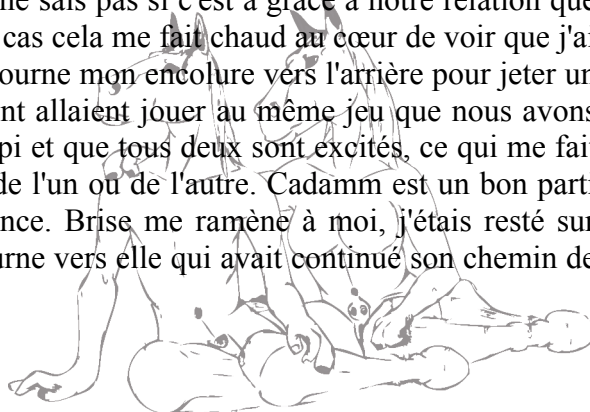 ne sais pas si c'est à grâce à notre relation que
cas cela me fait chaud au cœur de voir que j'ai
ourne mon encolure vers l'arrière pour jeter un
nt allaient jouer au même jeu que nous avons
pi et que tous deux sont excités, ce qui me fait
de l'un ou de l'autre. Cadamm est un bon parti
nce. Brise me ramène à moi, j'étais resté sur
urne vers elle qui avait continué son chemin de